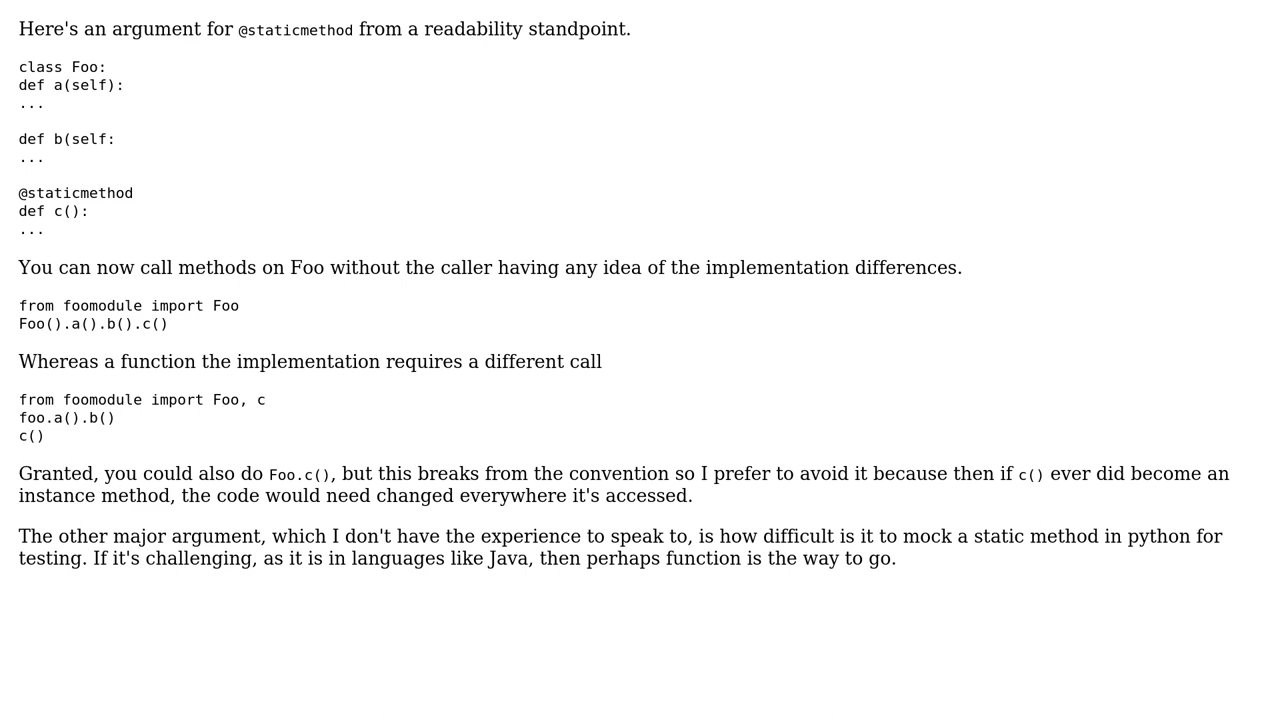 Here's an argument for @staticmethod from a readability standpoint.
class Foo:
def a(self):
...
def b(self:
...
@staticmethod
def c():
...
You can now call methods on Foo without the caller having any idea of the implementation differences.
from foomodule import Foo
Foo().a().b().c()
Whereas a function the implementation requires a different call
from foomodule import Foo, c
foo.a().b()
c()
Granted, you could also do Foo.c(), but this breaks from the convention so I prefer to avoid it because then if c() ever did become an
instance method, the code would need changed everywhere it's accessed.
The other major argument, which I don't have the experience to speak to, is how difficult is it to mock a static method in python for
testing. If it's challenging, as it is in languages like Java, then perhaps function is the way to go.